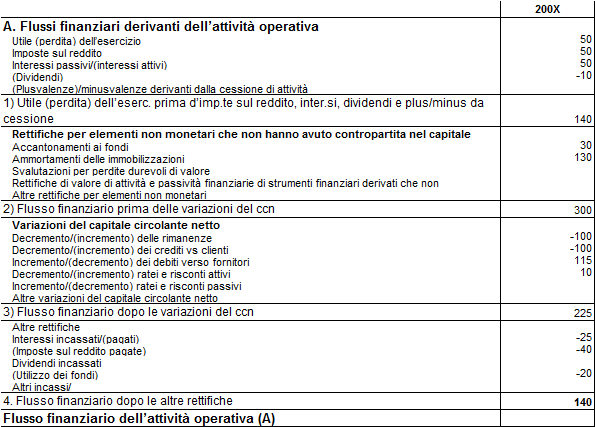 200X
A. Flussi finanziari derivanti dell'attività operativa
Utile (perdita) dell'esercizio 50
Imposte sul reddito 50
Interessi passivi/(interessi attivi) 50
(Dividendi) -10
(Plusvalenze)/minusvalenze derivanti dalla cessione di attività
1) Utile (perdita) dell'eserc. prima d'imp.te sul reddito, inter.si, dividendi e plus/minus da
cessione 140
Rettifiche per elementi non monetari che non hanno avuto contropartita nel capitale
Accantonamenti ai fondi 30
Ammortamenti delle immobilizzazioni 130
Svalutazioni per perdite durevoli di valore
Rettifiche di valore di attività e passività finanziarie di strumenti finanziari derivati che non
Altre rettifiche per elementi non monetari
2) Flusso finanziario prima delle variazioni del ccn 300
Variazioni del capitale circolante netto
Decremento/(incremento) delle rimanenze -100
Decremento/(incremento) dei crediti vs clienti -100
Incremento/(decremento) dei debiti verso fornitori 115
Decremento/(incremento) ratei e risconti attivi 10
Incremento/(decremento) ratei e risconti passivi
Altre variazioni del capitale circolante netto
3) Flusso finanziario dopo le variazioni del ccn 225
Altre rettifiche
Interessi incassati/(pagati) -25
(Imposte sul reddito pagate) -40
Dividendi incassati
(Utilizzo dei fondi) -20
Altri incassi/
4. Flusso finanziario dopo le altre rettifiche 140
Flusso finanziario dell'attività operativa (A)